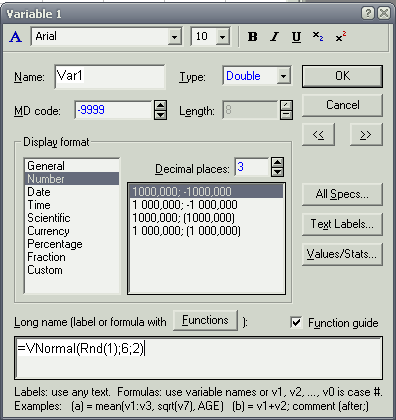 Variable 1
A Arial 10 B I U x₂ x²
Name: Var1 Type: Double OK
MD code: -9999 Length: 8 Cancel
<< >>
Display format
General
Number
Date
Time
Scientific
Currency
Percentage
Fraction
Custom
Decimal places: 3
1000,000; -1000,000
1 000,000; -1 000,000
1000,000; (1000,000)
1 000,000; (1 000,000)
All Specs...
Text Labels...
Values/Stats...
Long name (label or formula with Functions ): Function guide
=VNormal(Rnd(1);6;2)
Labels: use any text. Formulas: use variable names or v1, v2, ..., v0 is case #.
Examples: (a) = mean(v1:v3, sqrt(v7), AGE) (b) = v1+v2; comment (after;)